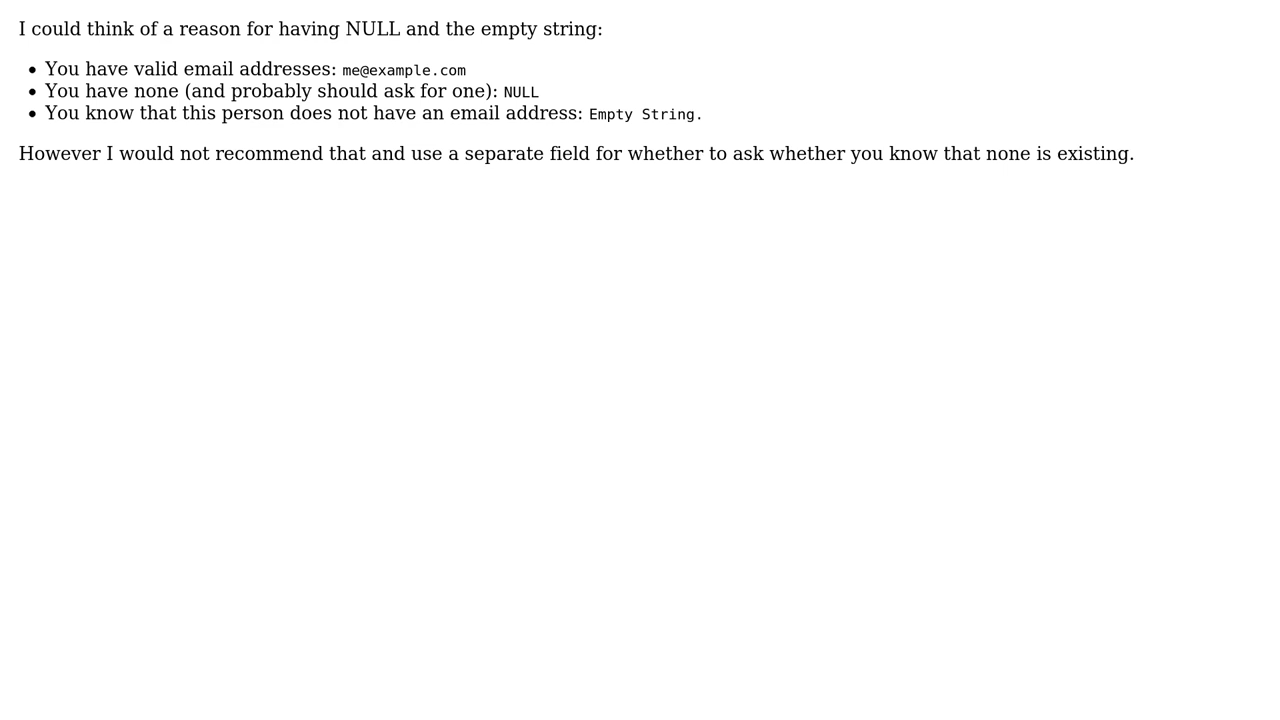 I could think of a reason for having NULL and the empty string:
• You have valid email addresses: me@example.com
• You have none (and probably should ask for one): NULL
• You know that this person does not have an email address: Empty String.
However I would not recommend that and use a separate field for whether to ask whether you know that none is existing.